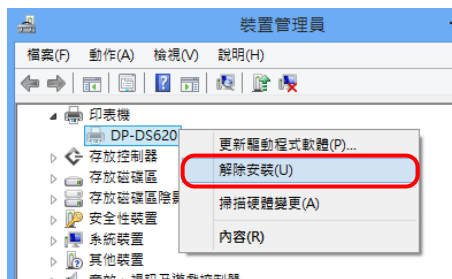 裝置管理員
檔案(F) 動作(A) 檢視(V) 說明(H)
印表機
DP-DS620
更新驅動程式軟體(P)...
存放控制器
解除安裝(U)
存放磁碟區
存放磁碟區陰
掃描硬體變更(A)
安全性裝置
系統裝置
內容(R)
其他裝置